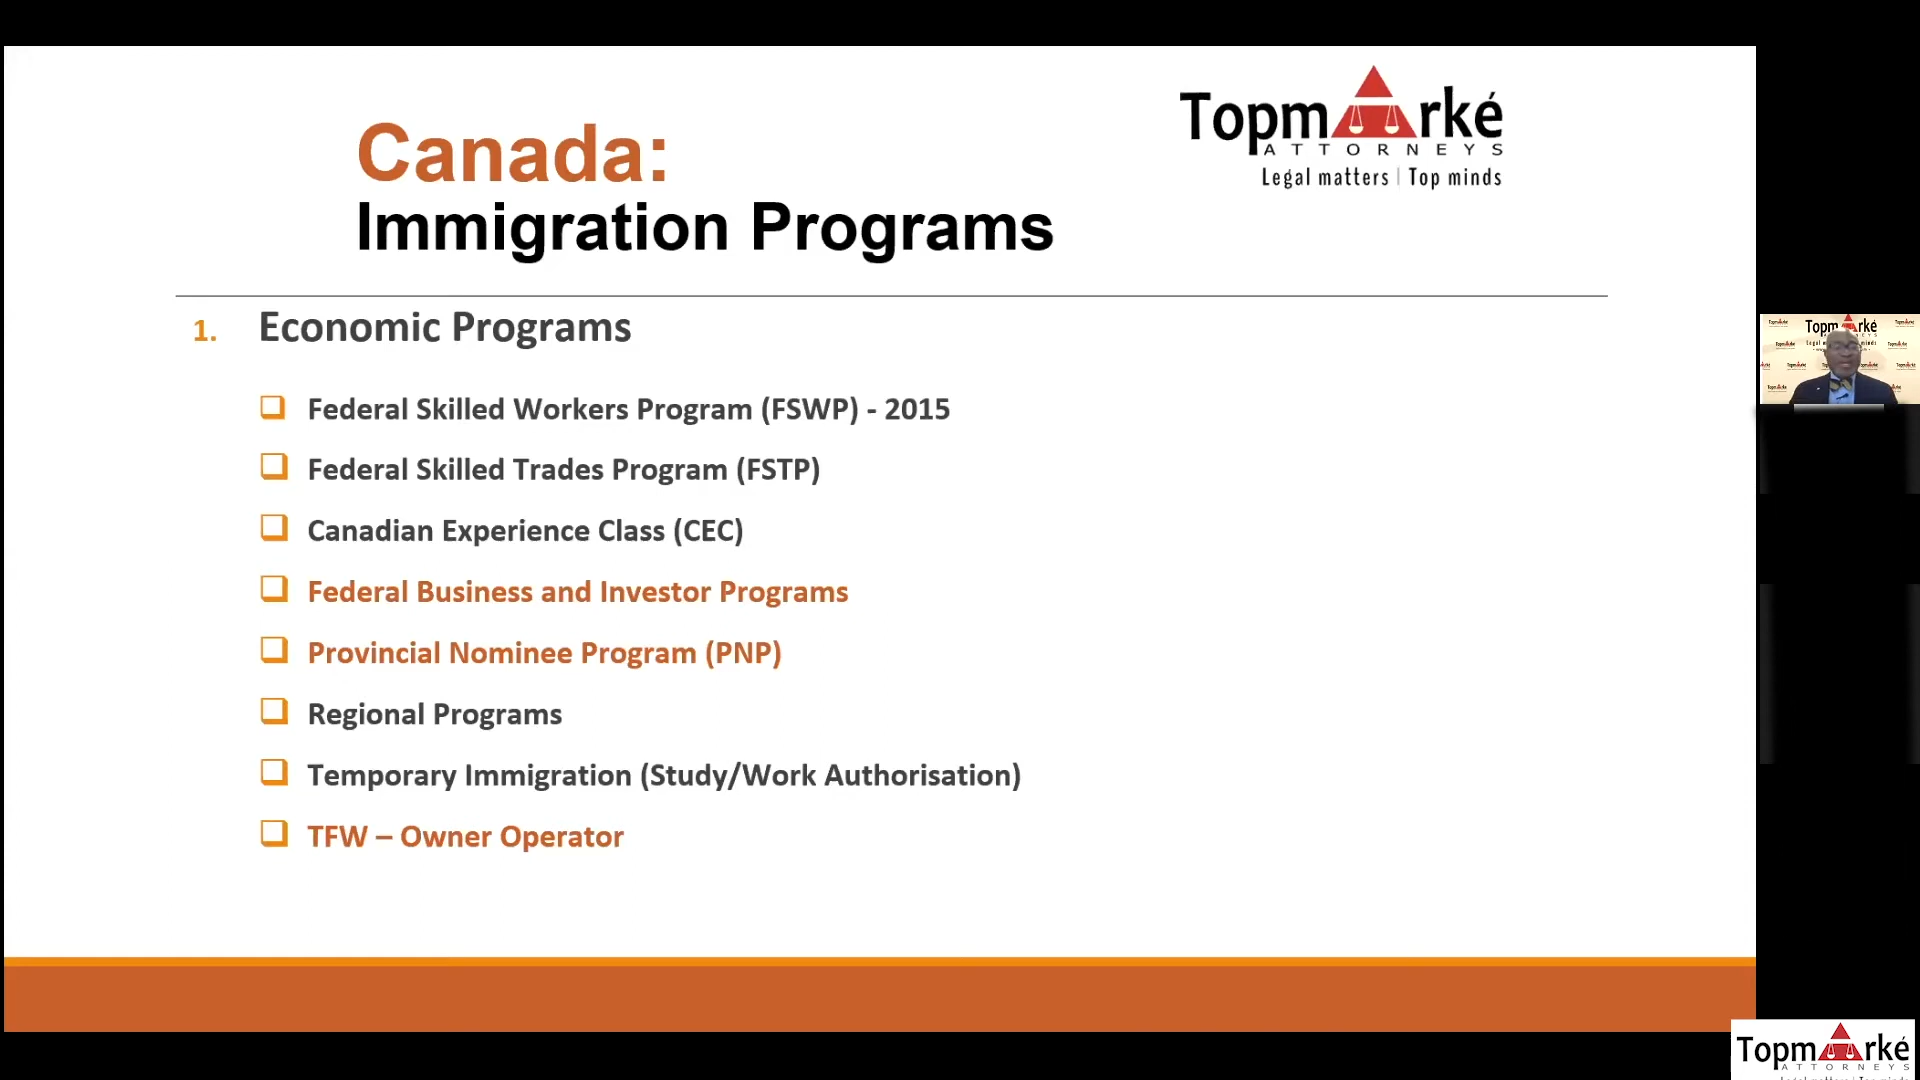 Canada:
Immigration Programs
Topmarké
ATTORNEYS
Legal matters | Top minds
1. Economic Programs
Federal Skilled Workers Program (FSWP) - 2015
Federal Skilled Trades Program (FSTP)
Canadian Experience Class (CEC)
Federal Business and Investor Programs
Provincial Nominee Program (PNP)
Regional Programs
Temporary Immigration (Study/Work Authorisation)
TFW – Owner Operator
Topmarké
Topmarké
ATTORNEYS